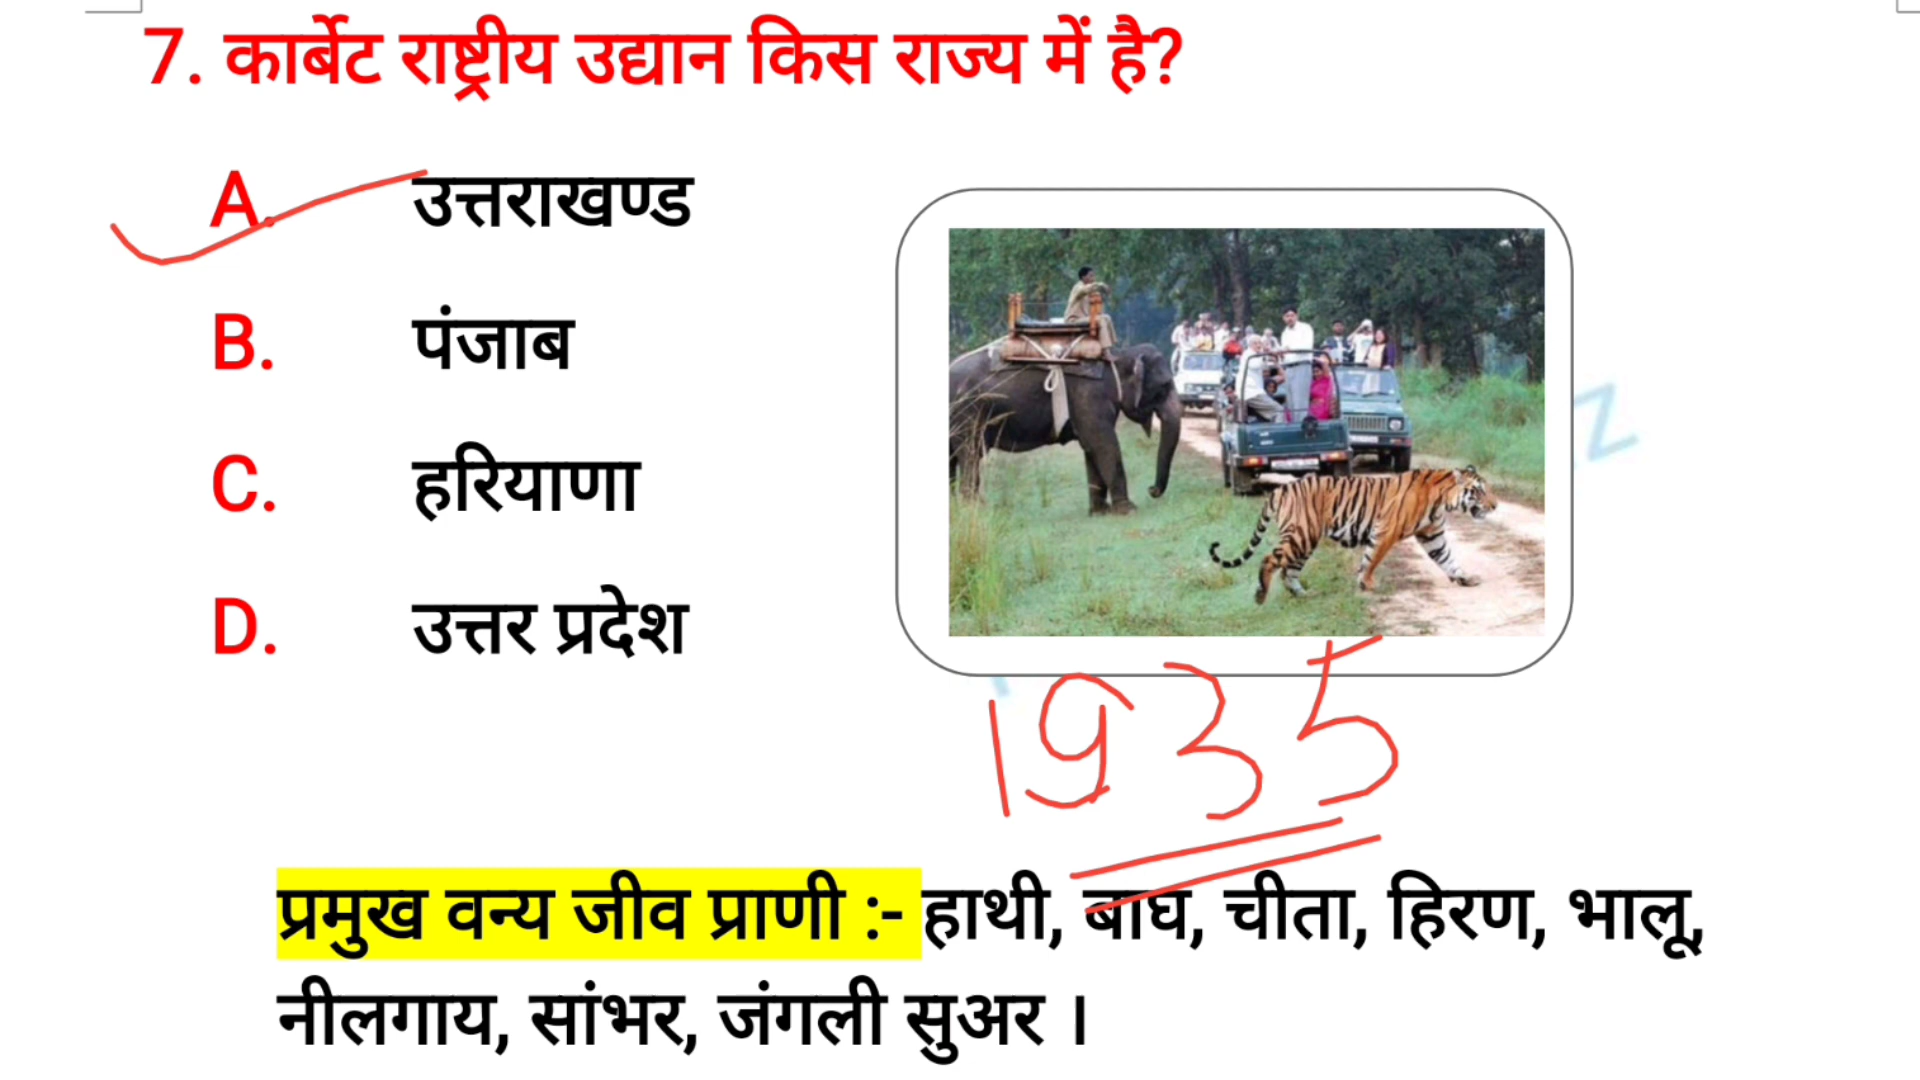 7. कार्बेट राष्ट्रीय उद्यान किस राज्य में है?
A. उत्तराखण्ड
B. पंजाब
C. हरियाणा
D. उत्तर प्रदेश
1935
प्रमुख वन्य जीव प्राणी :- हाथी, बाघ, चीता, हिरण, भालू,
नीलगाय, सांभर, जंगली सुअर ।